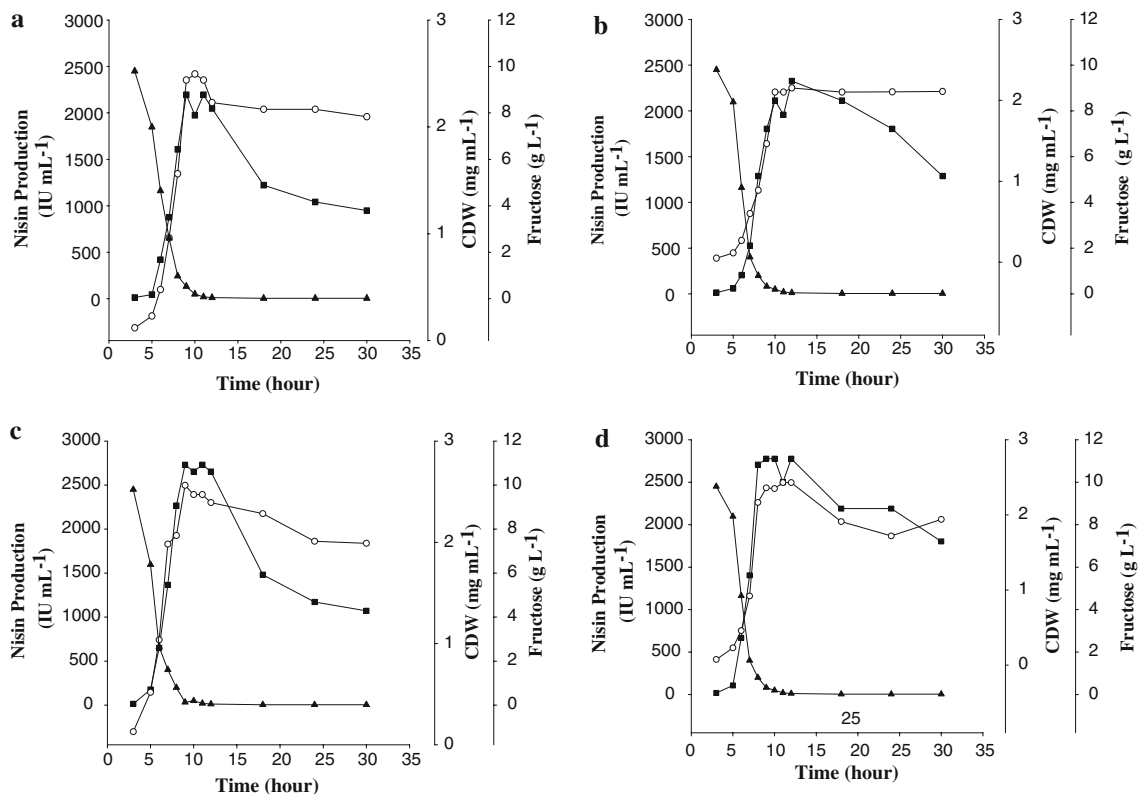 a
3000
2500
2000
1500
1000
500
0
Nisin Production
(IU mL-1)
3
2
1
0
CDW (mg mL-1)
12
10
8
6
4
2
0
Fructose (g L-1)
0 5 10 15 20 25 30 35
Time (hour)
b
3000
2500
2000
1500
1000
500
0
Nisin Production
(IU mL-1)
3
2
1
0
CDW (mg mL-1)
12
10
8
6
4
2
0
Fructose (g L-1)
0 5 10 15 20 25 30 35
Time (hour)
c
3000
2500
2000
1500
1000
500
0
Nisin Production
(IU mL-1)
3
2
1
0
CDW (mg mL-1)
12
10
8
6
4
2
0
Fructose (g L-1)
0 5 10 15 20 25 30 35
Time (hour)
d
3000
2500
2000
1500
1000
500
0
Nisin Production
(IU mL-1)
3
2
1
0
CDW (mg mL-1)
12
10
8
6
4
2
0
Fructose (g L-1)
25
0 5 10 15 20 25 30 35
Time (hour)